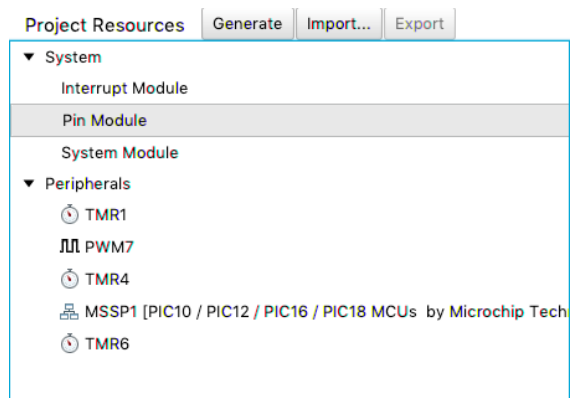 Project Resources Generate Import... Export
System
Interrupt Module
Pin Module
System Module
Peripherals
TMR1
PWM7
TMR4
MSSP1 [PIC10 / PIC12 / PIC16 / PIC18 MCUs by Microchip Tech
TMR6